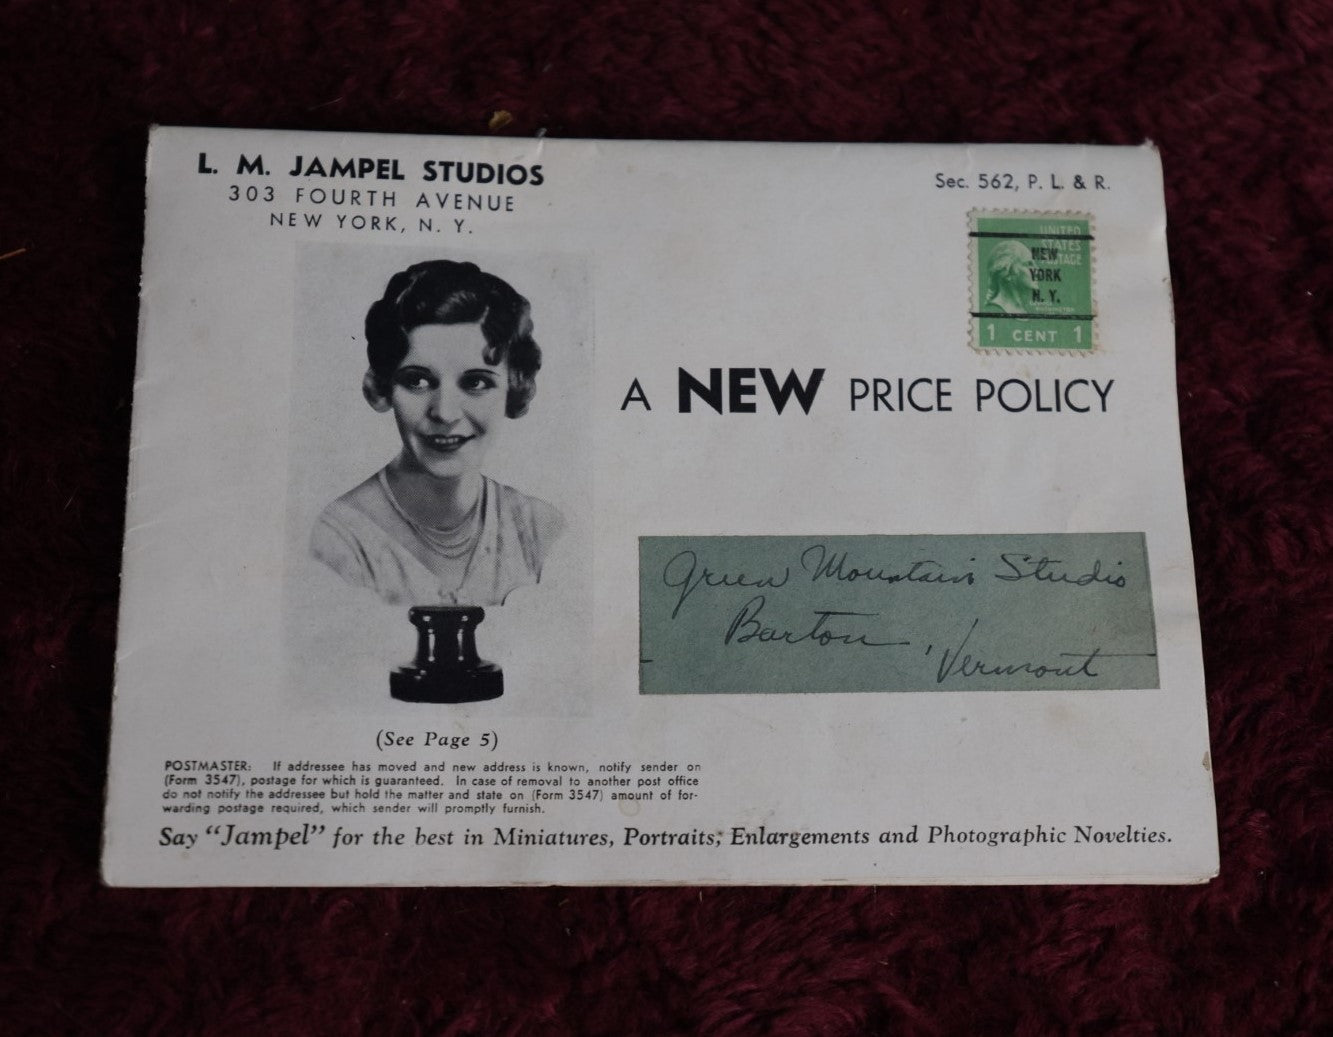 L. M. JAMPEL STUDIOS
303 FOURTH AVENUE
NEW YORK, N. Y.
Sec. 562, P. L. & R.
UNITED
STATES
POSTAGE
NEW
YORK
N. Y.
WASHINGTON
1 CENT 1
A NEW PRICE POLICY
Green Mountain Studio
Barton, Vermont
(See Page 5)
POSTMASTER: If addressee has moved and new address is known, notify sender on
(Form 3547), postage for which is guaranteed. In case of removal to another post office
do not notify the addressee but hold the matter and state on (Form 3547) amount of for-
warding postage required, which sender will promptly furnish.
Say "Jampel" for the best in Miniatures, Portraits, Enlargements and Photographic Novelties.